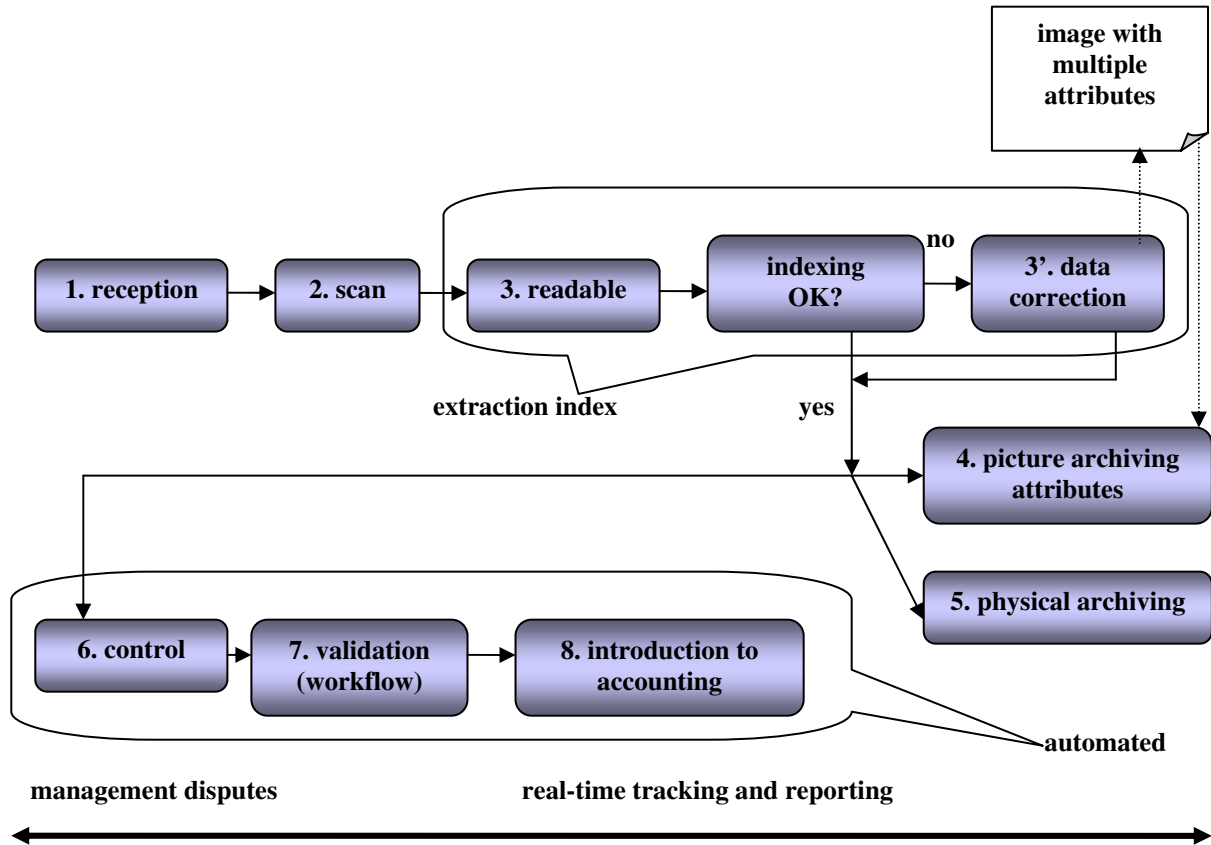 image with
multiple
attributes
1. reception
2. scan
3. readable
indexing
OK?
no
3’. data
correction
extraction index
yes
4. picture archiving
attributes
5. physical archiving
6. control
7. validation
(workflow)
8. introduction to
accounting
automated
management disputes
real-time tracking and reporting